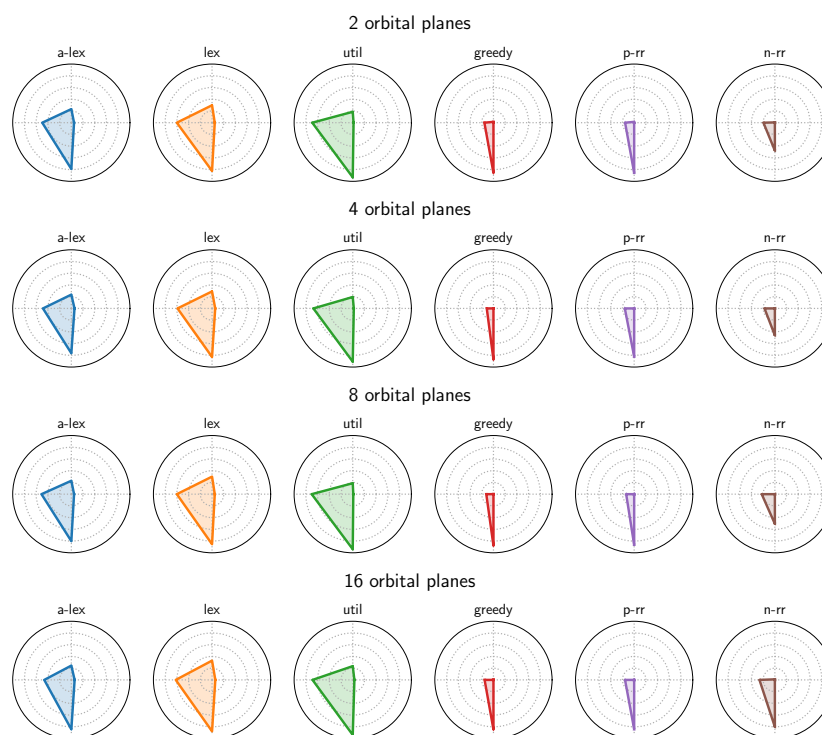 2 orbital planes
a-lex lex util greedy p-rr n-rr
4 orbital planes
a-lex lex util greedy p-rr n-rr
8 orbital planes
a-lex lex util greedy p-rr n-rr
16 orbital planes
a-lex lex util greedy p-rr n-rr